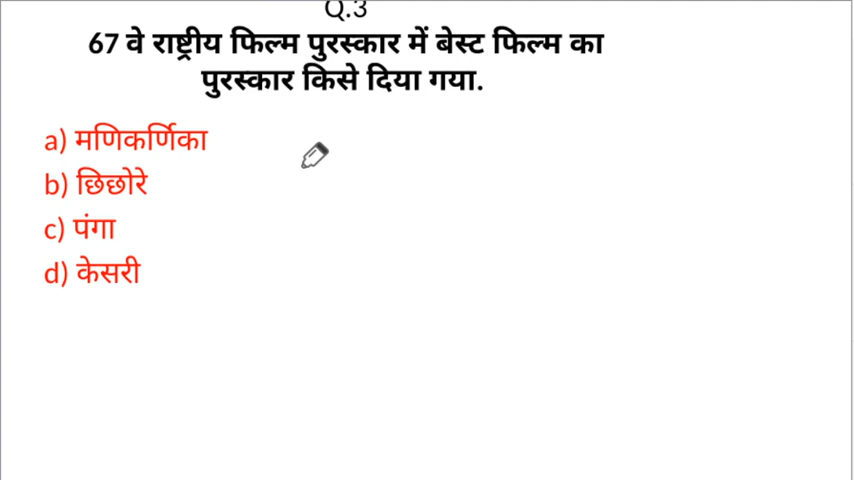 Q.3
67 वे राष्ट्रीय फिल्म पुरस्कार में बेस्ट फिल्म का
पुरस्कार किसे दिया गया.
a) मणिकर्णिका
b) छिछोरे
c) पंगा
d) केसरी